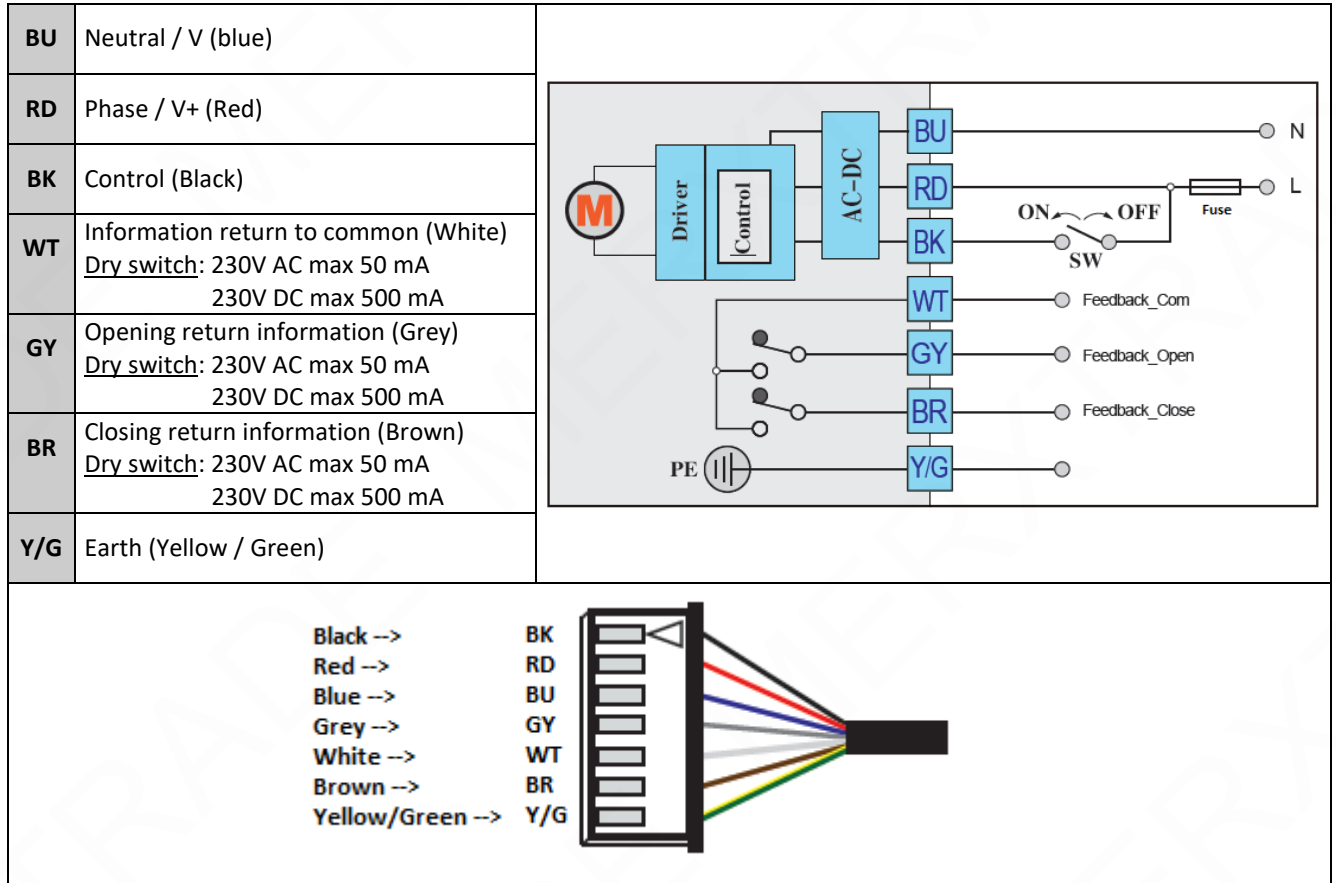 BU Neutral / V (blue)
RD Phase / V+ (Red)
BK Control (Black)
WT Information return to common (White)
Dry switch: 230V AC max 50 mA
230V DC max 500 mA
GY Opening return information (Grey)
Dry switch: 230V AC max 50 mA
230V DC max 500 mA
BR Closing return information (Brown)
Dry switch: 230V AC max 50 mA
230V DC max 500 mA
Y/G Earth (Yellow / Green)
M
Driver
Control
AC-DC
BU
N
RD
L
Fuse
ON OFF
BK
SW
WT
Feedback_Com
GY
Feedback_Open
BR
Feedback_Close
PE
Y/G
Black --> BK
Red --> RD
Blue --> BU
Grey --> GY
White --> WT
Brown --> BR
Yellow/Green --> Y/G